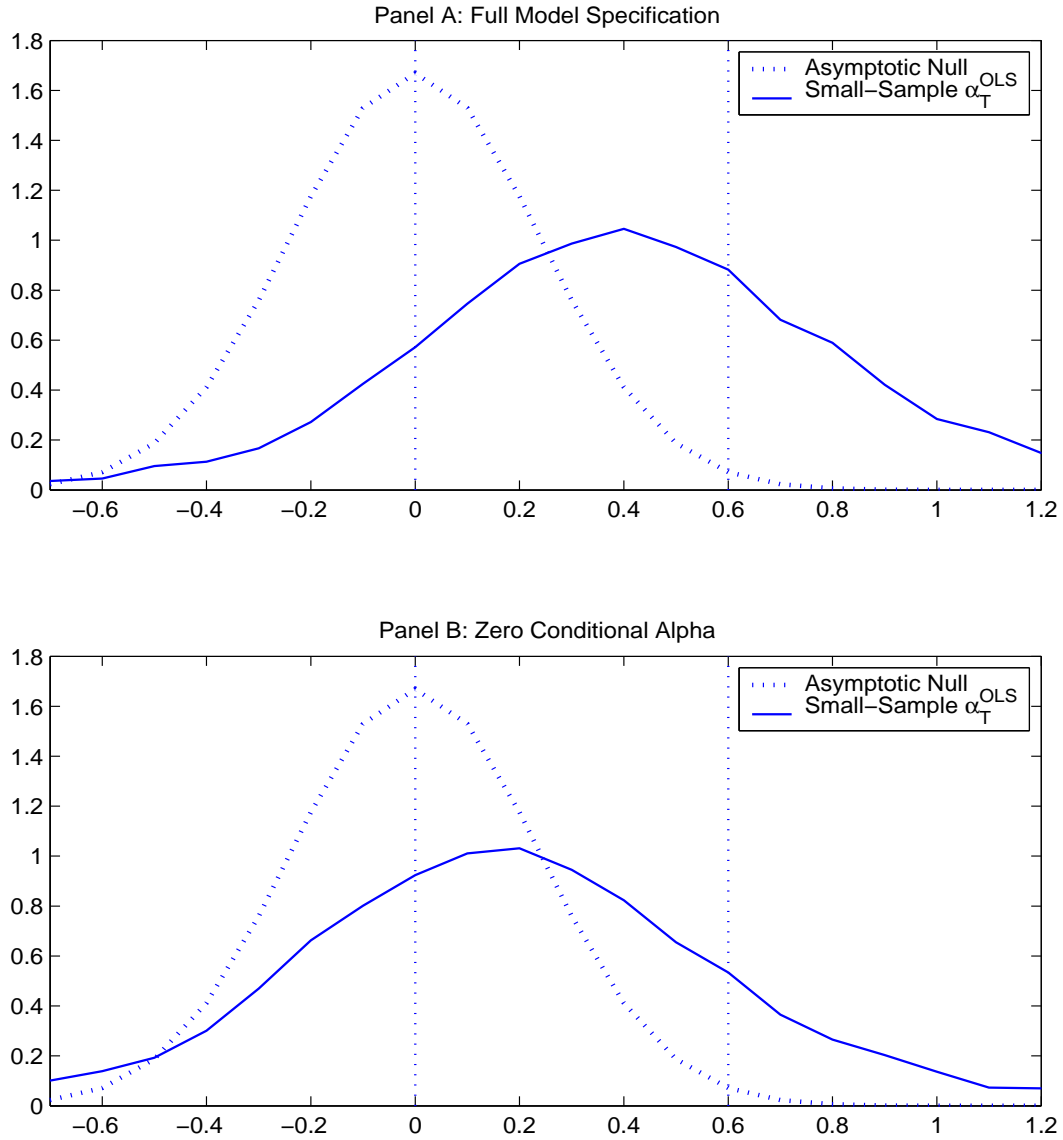 Panel A: Full Model Specification
1.8
1.6
1.4
1.2
1
0.8
0.6
0.4
0.2
0
Asymptotic Null
Small−Sample α_T^OLS
−0.6 −0.4 −0.2 0 0.2 0.4 0.6 0.8 1 1.2
Panel B: Zero Conditional Alpha
1.8
1.6
1.4
1.2
1
0.8
0.6
0.4
0.2
0
Asymptotic Null
Small−Sample α_T^OLS
−0.6 −0.4 −0.2 0 0.2 0.4 0.6 0.8 1 1.2